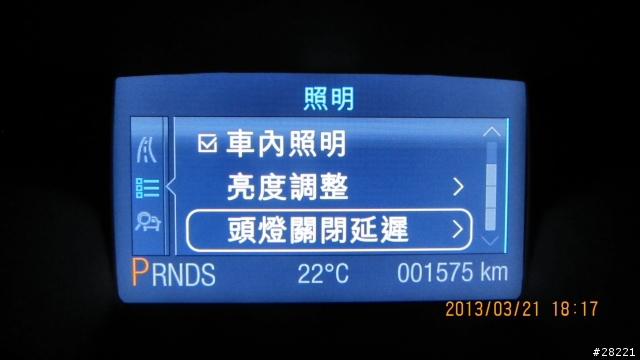 照明
車內照明
亮度調整
頭燈關閉延遲
PRNDS 22°C 001575 km
2013/03/21 18:17
#28221